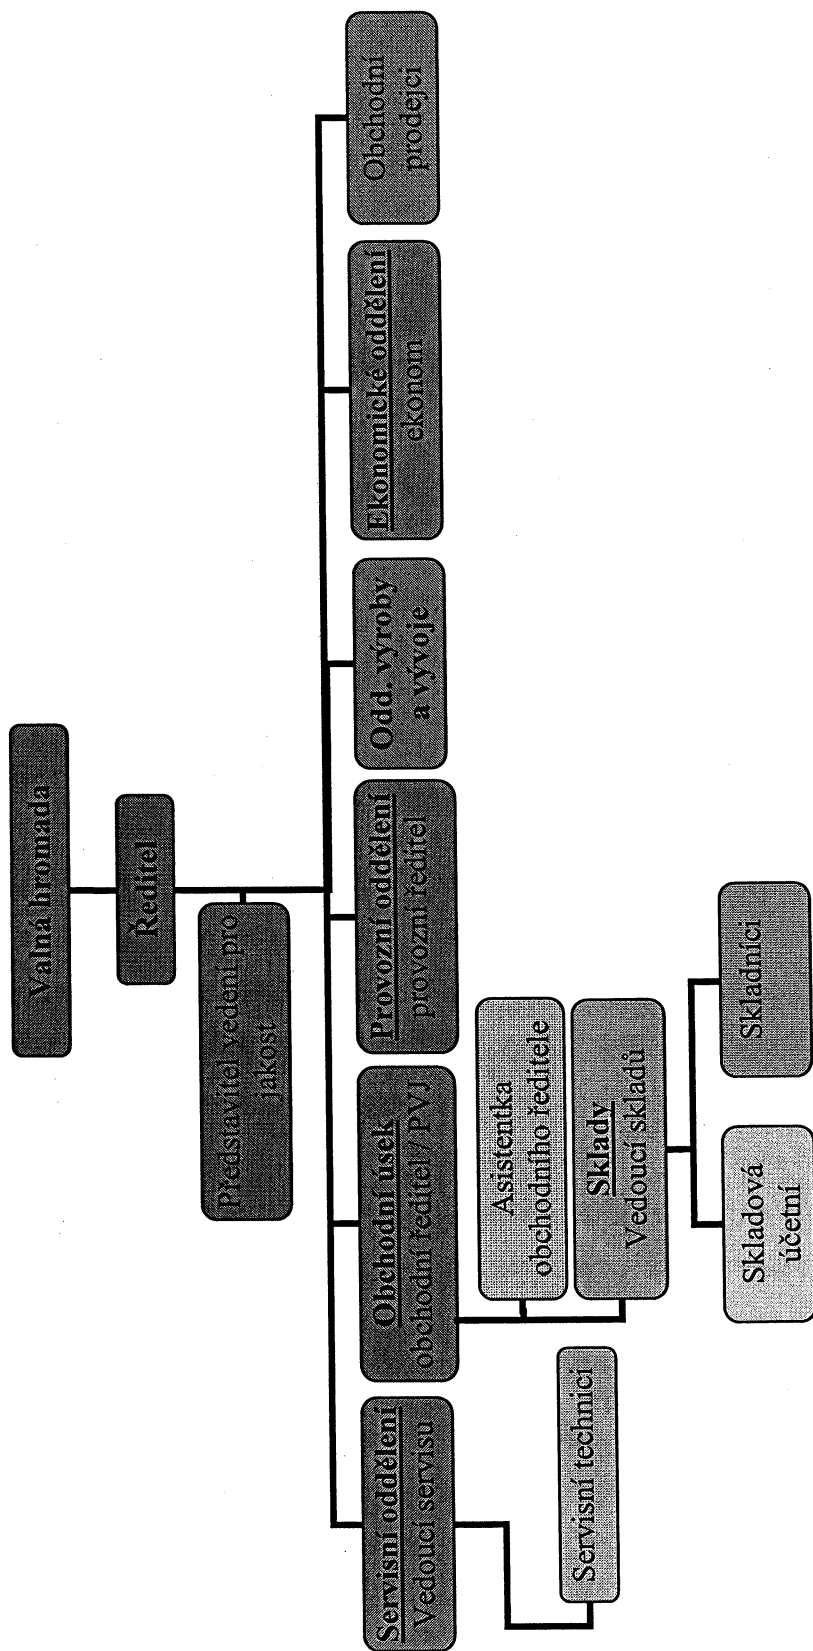 Valná hromada
Ředitel
Představitel vedení pro
jakost
Servisní oddělení
Vedoucí servisu
Obchodní úsek
obchodní ředitel / PVJ
Provozní oddělení
provozní ředitel
Odd. výroby
a vývoje
Ekonomické oddělení
ekonom
Obchodní
prodejci
Asistentka
obchodního ředitele
Sklady
Vedoucí skladů
Servisní technici
Skladová
účetní
Skladníci